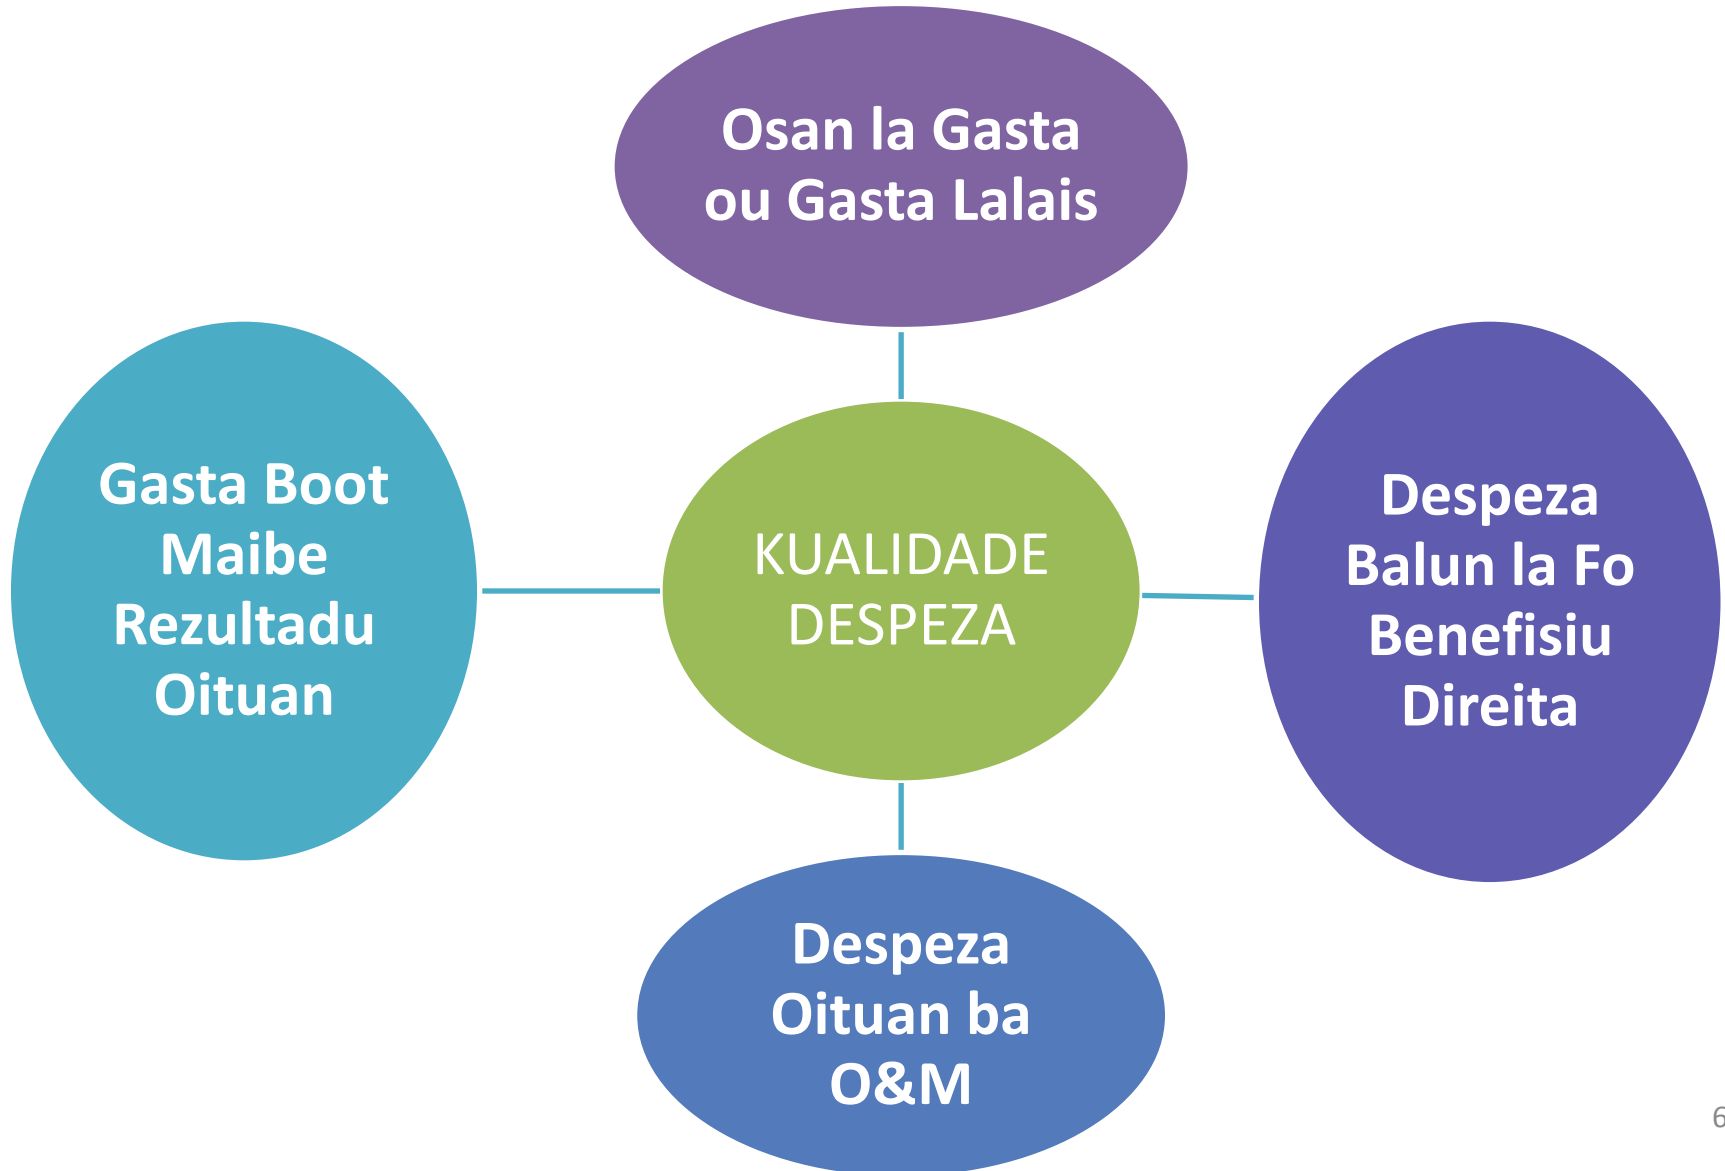 Osan la Gasta
ou Gasta Lalais
Gasta Boot
Maibe
Rezultadu
Oituan
KUALIDADE
DESPEZA
Despeza
Balun la Fo
Benefisiu
Direita
Despeza
Oituan ba
O&M
6